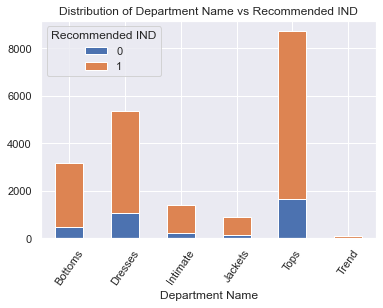 Distribution of Department Name vs Recommended IND
Recommended IND
0
1
8000
6000
4000
2000
0
Bottoms
Dresses
Intimate
Jackets
Tops
Trend
Department Name